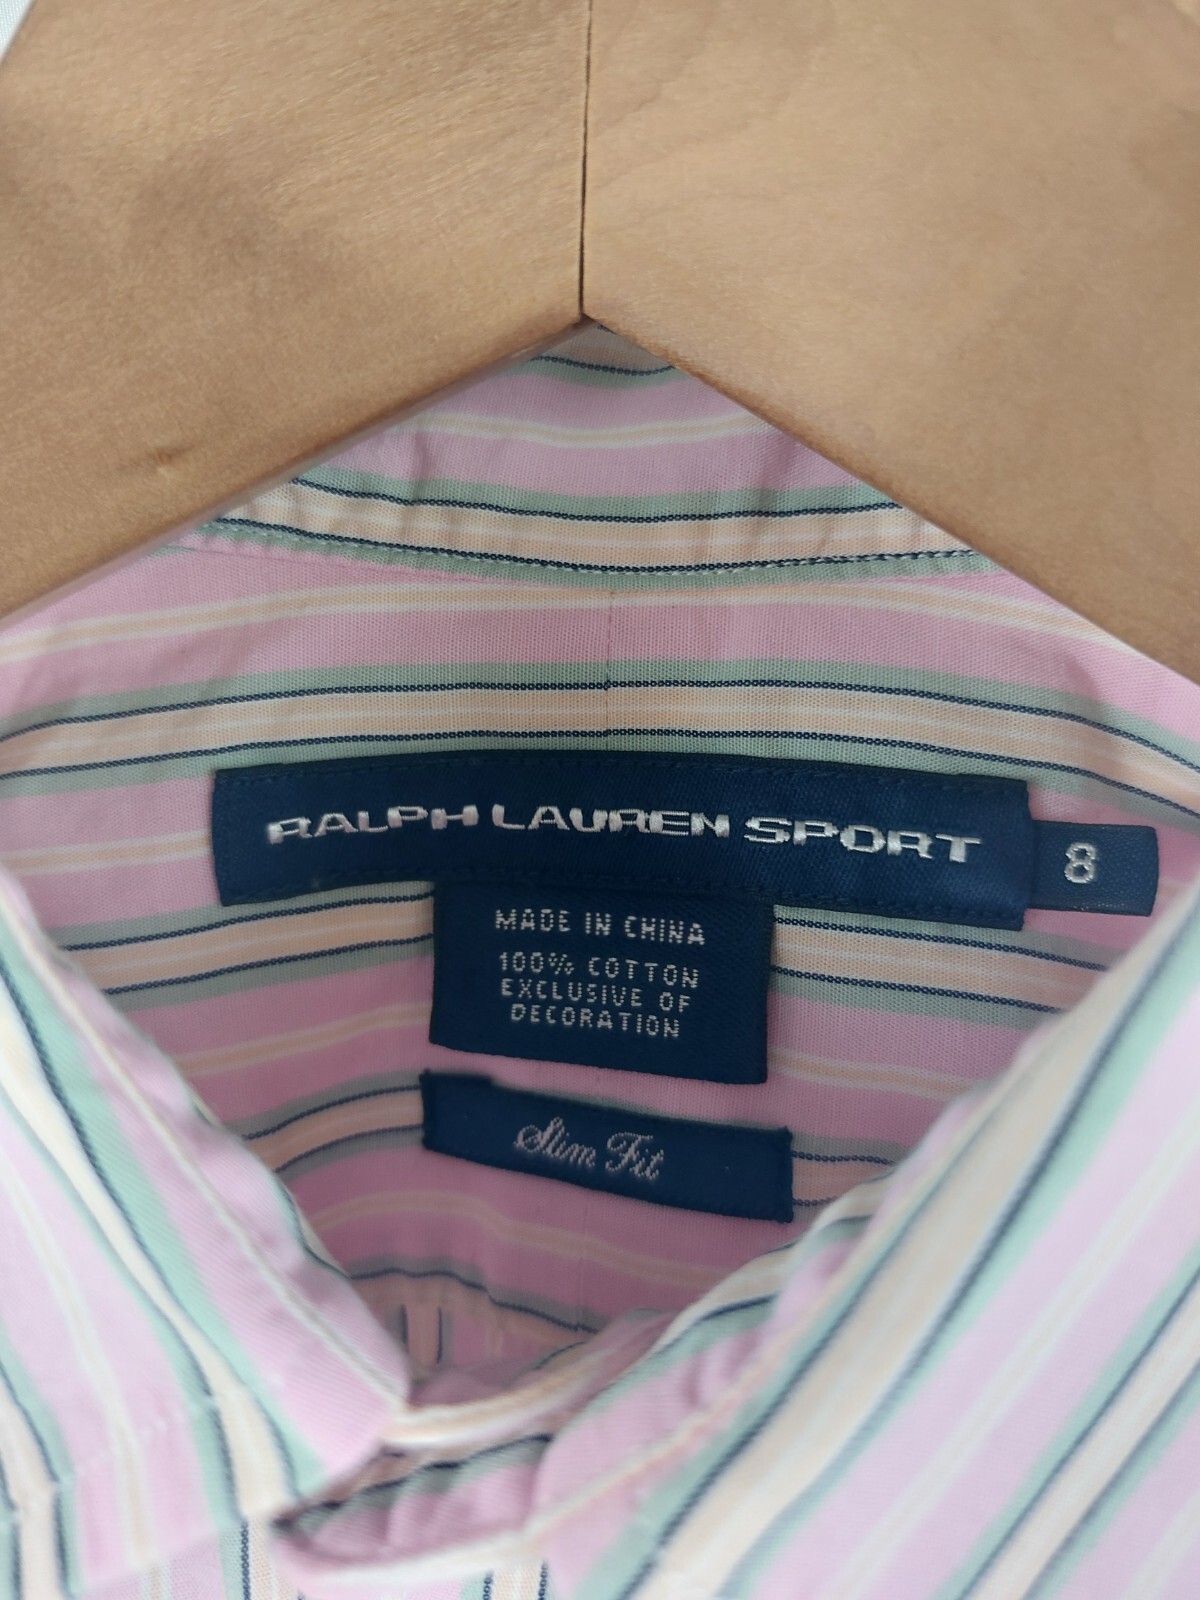 RALPH LAUREN SPORT
8
MADE IN CHINA
100% COTTON
EXCLUSIVE OF
DECORATION
Slim Fit